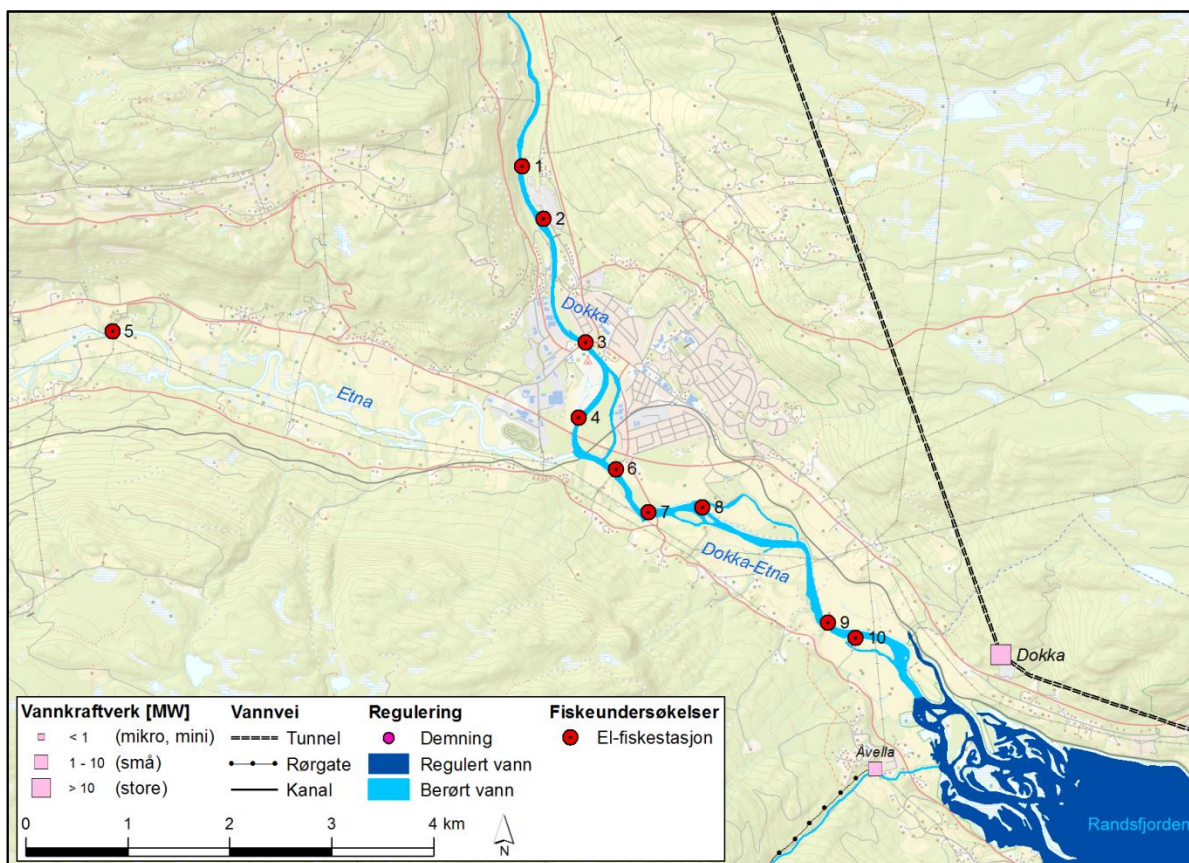 1
2
Dokka
3
5
Etna
4
6
7
8
Dokka-Etna
9
10
Dokka
Åvella
Randsfjorden
Vannkraftverk [MW]
< 1 (mikro, mini)
1 - 10 (små)
> 10 (store)
Vannvei
Tunnel
Rørgate
Kanal
Regulering
Demning
Regulert vann
Berørt vann
Fiskeundersøkelser
El-fiskestasjon
0 1 2 3 4 km
N